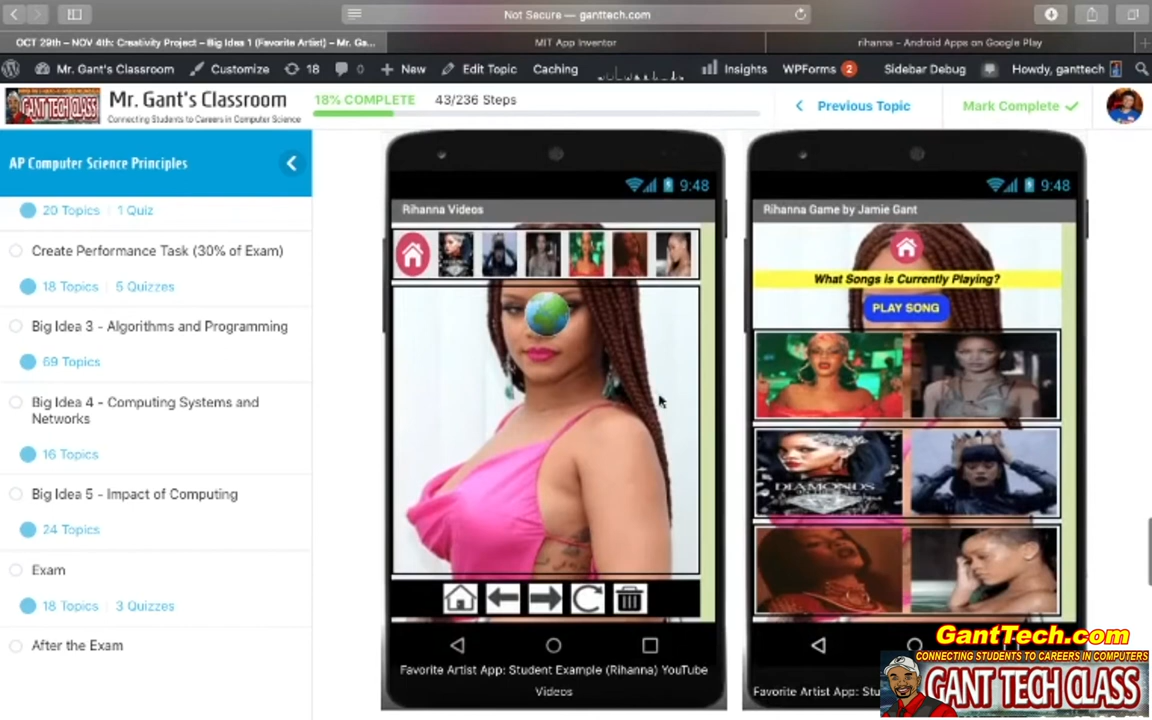 Not Secure — ganttech.com
OCT 29th – NOV 4th: Creativity Project – Big Idea 1 (Favorite Artist) – Mr. Ga...
MIT App Inventor
rihanna – Android Apps on Google Play
Mr. Gant's Classroom
Customize
18
0
New
Edit Topic
Caching
Insights
WPForms
2
Sidebar Debug
Howdy, ganttech
GANT TECH CLASS
Mr. Gant's Classroom
Connecting Students to Careers in Computer Science
18% COMPLETE
43/236 Steps
Previous Topic
Mark Complete
AP Computer Science Principles
20 Topics | 1 Quiz
Create Performance Task (30% of Exam)
18 Topics | 5 Quizzes
Big Idea 3 - Algorithms and Programming
69 Topics
Big Idea 4 - Computing Systems and
Networks
16 Topics
Big Idea 5 - Impact of Computing
24 Topics
Exam
18 Topics | 3 Quizzes
After the Exam
9:48
Rihanna Videos
Favorite Artist App: Student Example (Rihanna) YouTube
Videos
9:48
Rihanna Game by Jamie Gant
What Songs is Currently Playing?
PLAY SONG
DIAMONDS
Favorite Artist App: Stu
GantTech.com
CONNECTING STUDENTS TO CAREERS IN COMPUTERS
GANT TECH CLASS